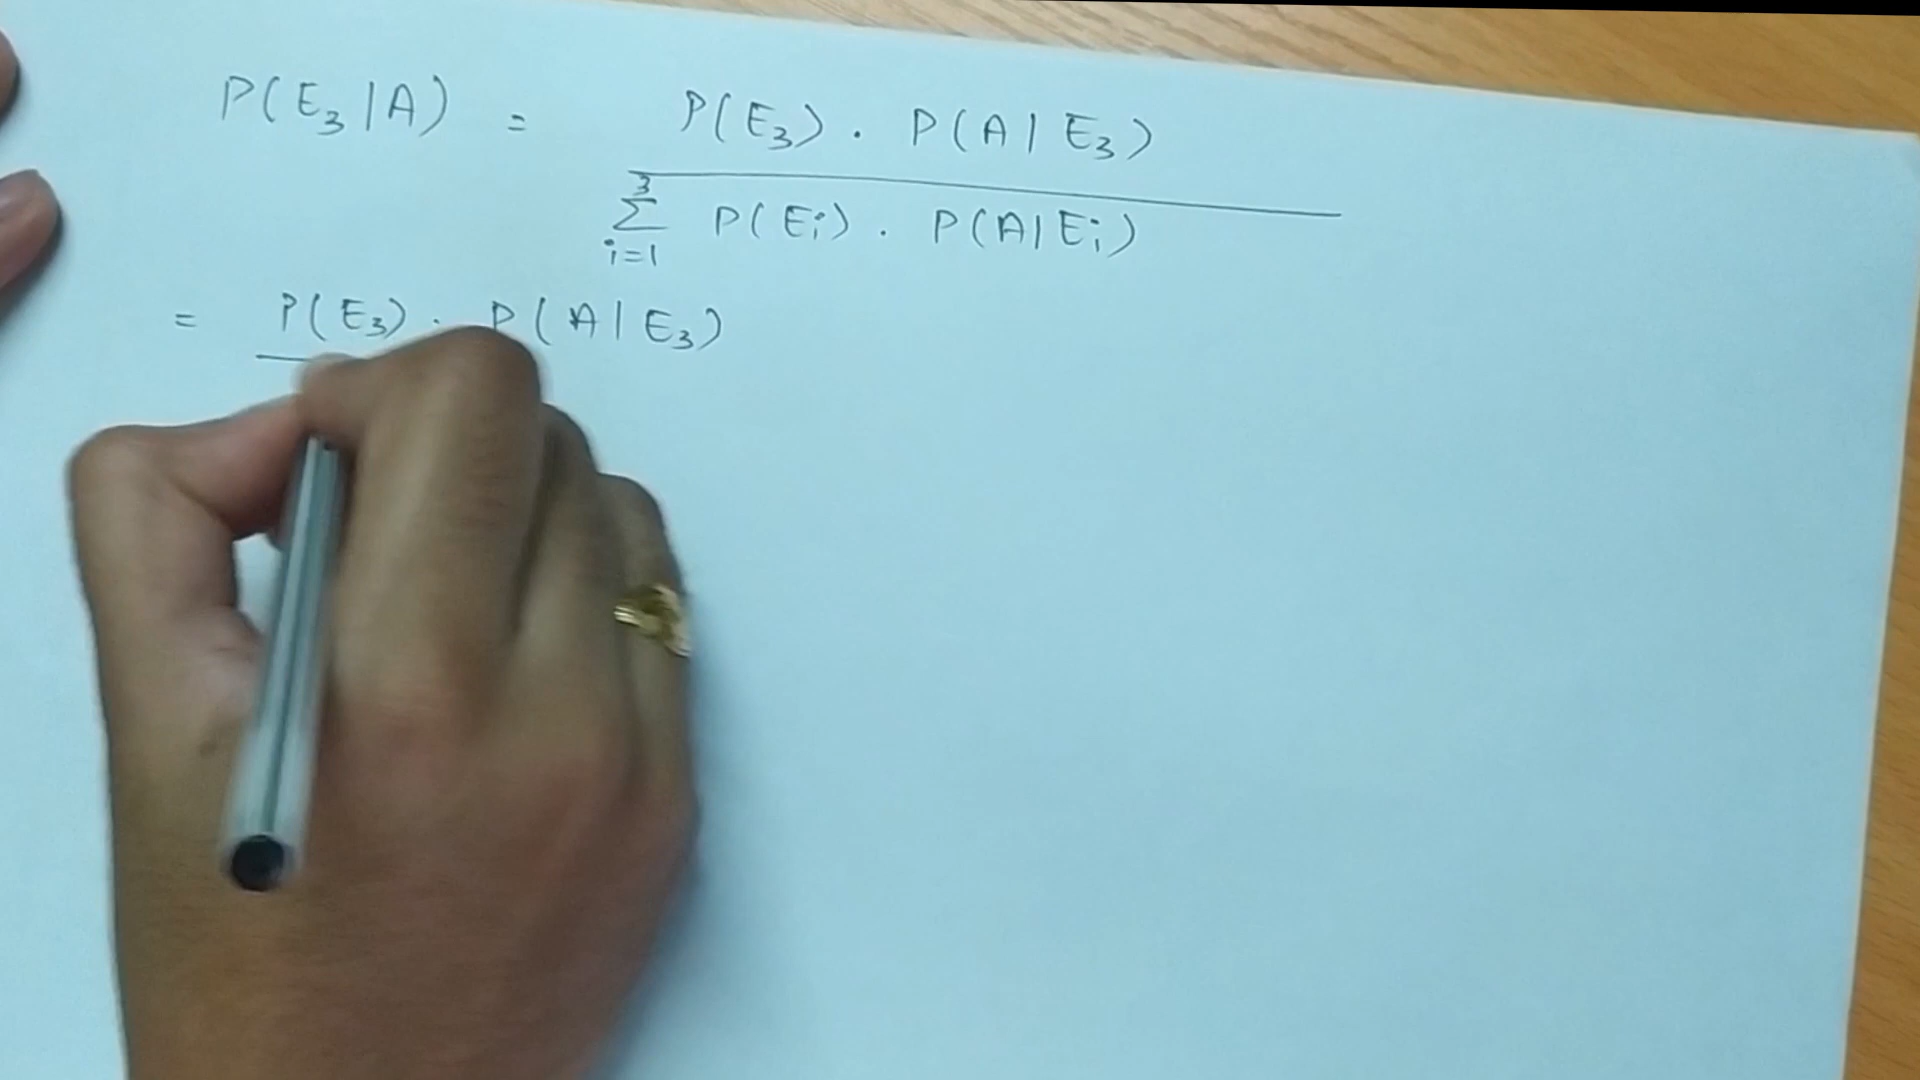 P(E₃|A) = P(E₃) . P(A|E₃)
3
Σ P(Eᵢ) . P(A|Eᵢ)
i=1
= P(E₃) . P(A|E₃)